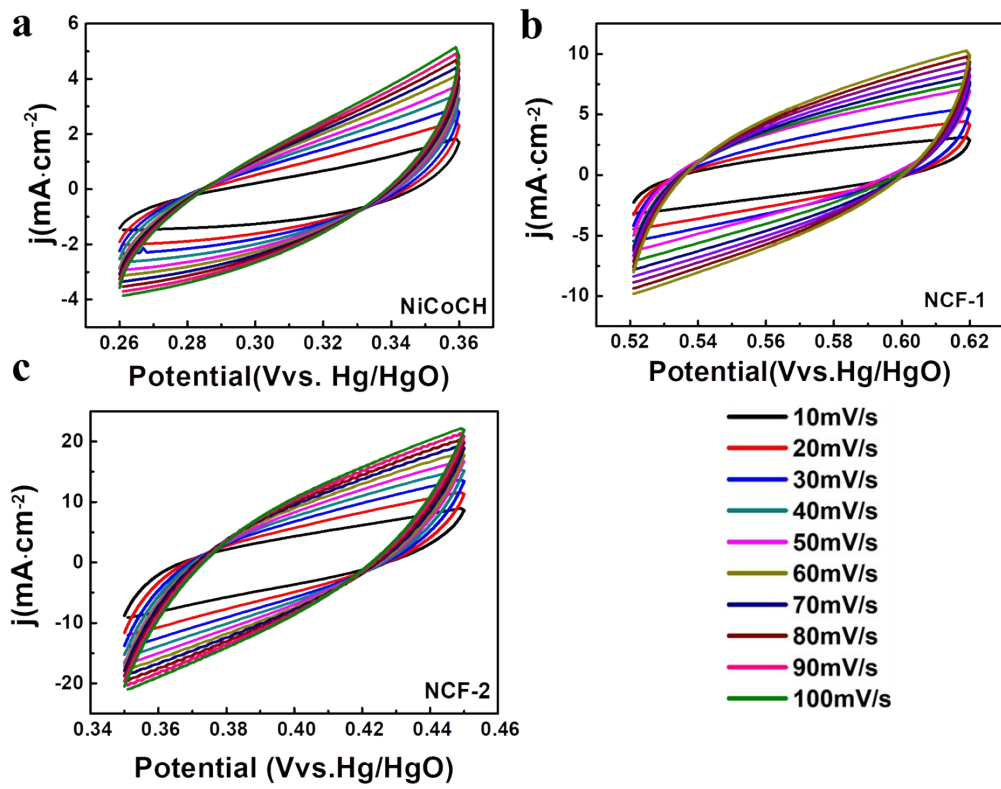 a
6
4
2
0
-2
-4
j(mA·cm-2)
NiCoCH
0.26 0.28 0.30 0.32 0.34 0.36
Potential(Vvs. Hg/HgO)
b
10
5
0
-5
-10
j(mA·cm-2)
NCF-1
0.52 0.54 0.56 0.58 0.60 0.62
Potential(Vvs.Hg/HgO)
c
20
10
0
-10
-20
j(mA·cm-2)
NCF-2
0.34 0.36 0.38 0.40 0.42 0.44 0.46
Potential (Vvs.Hg/HgO)
10mV/s
20mV/s
30mV/s
40mV/s
50mV/s
60mV/s
70mV/s
80mV/s
90mV/s
100mV/s